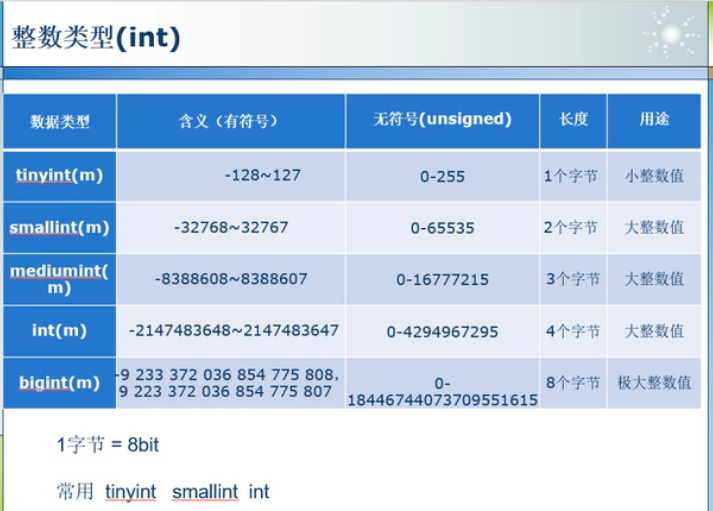 整数类型(int)
数据类型 含义（有符号） 无符号(unsigned) 长度 用途
tinyint(m) -128~127 0-255 1个字节 小整数值
smallint(m) -32768~32767 0-65535 2个字节 大整数值
mediumint(
m) -8388608~8388607 0-16777215 3个字节 大整数值
int(m) -2147483648~2147483647 0-4294967295 4个字节 大整数值
bigint(m) -9 233 372 036 854 775 808,
9 223 372 036 854 775 807 0-
18446744073709551615 8个字节 极大整数值
1字节 = 8bit
常用 tinyint smallint int